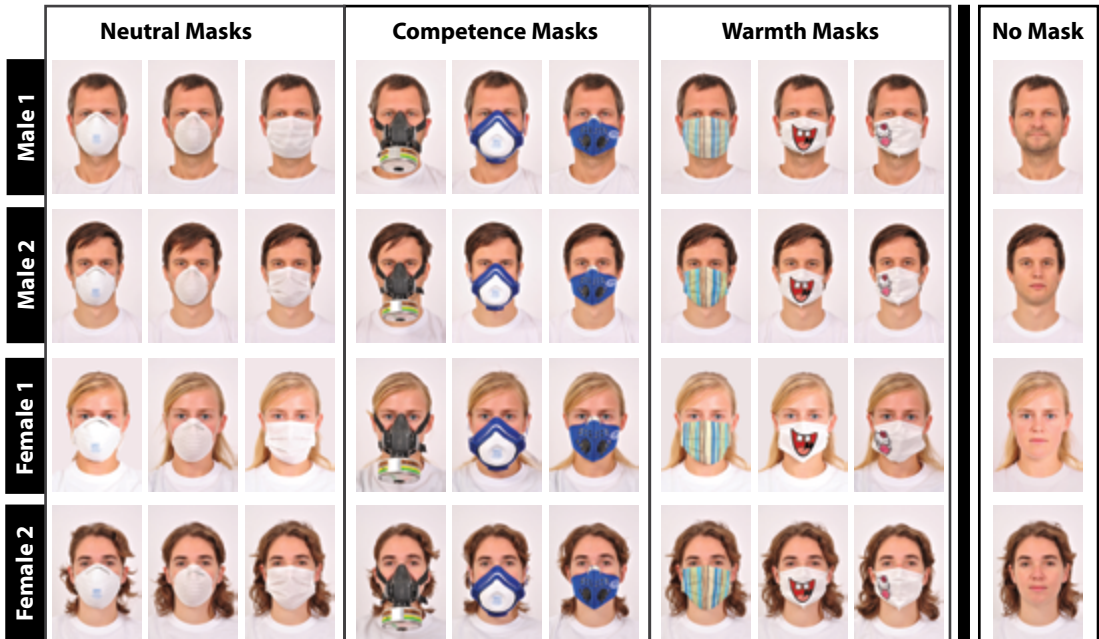 Neutral Masks
Competence Masks
Warmth Masks
No Mask
Male 1
Male 2
Female 1
Female 2